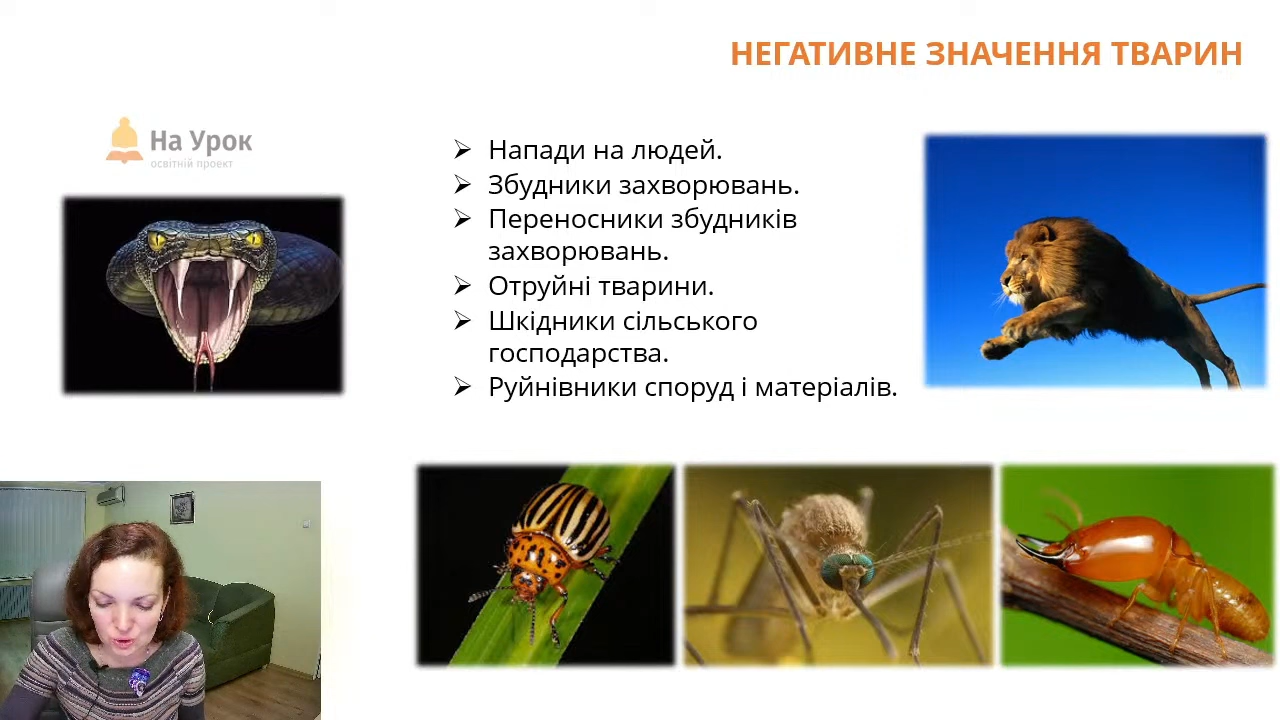 НЕГАТИВНЕ ЗНАЧЕННЯ ТВАРИН
На Урок
освітній проект
➢ Напади на людей.
➢ Збудники захворювань.
➢ Переносники збудників
захворювань.
➢ Отруйні тварини.
➢ Шкідники сільського
господарства.
➢ Руйнівники споруд і матеріалів.